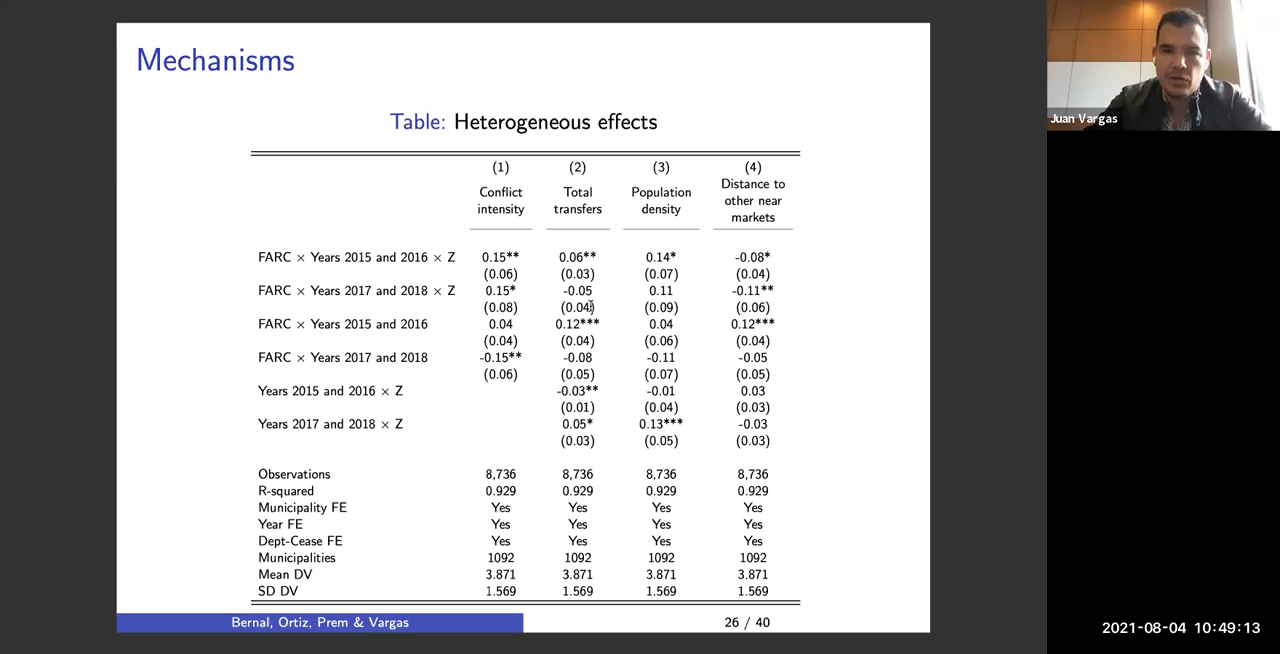 Mechanisms
Table: Heterogeneous effects
(1) (2) (3) (4)
Conflict intensity Total transfers Population density Distance to other near markets
FARC × Years 2015 and 2016 × Z 0.15** 0.06** 0.14* -0.08*
(0.06) (0.03) (0.07) (0.04)
FARC × Years 2017 and 2018 × Z 0.15* -0.05 0.11 -0.11**
(0.08) (0.04) (0.09) (0.06)
FARC × Years 2015 and 2016 0.04 0.12*** 0.04 0.12***
(0.04) (0.04) (0.06) (0.04)
FARC × Years 2017 and 2018 -0.15** -0.08 -0.11 -0.05
(0.06) (0.05) (0.07) (0.05)
Years 2015 and 2016 × Z -0.03** -0.01 0.03
(0.01) (0.04) (0.03)
Years 2017 and 2018 × Z 0.05* 0.13*** -0.03
(0.03) (0.05) (0.03)
Observations 8,736 8,736 8,736 8,736
R-squared 0.929 0.929 0.929 0.929
Municipality FE Yes Yes Yes Yes
Year FE Yes Yes Yes Yes
Dept-Cease FE Yes Yes Yes Yes
Municipalities 1092 1092 1092 1092
Mean DV 3.871 3.871 3.871 3.871
SD DV 1.569 1.569 1.569 1.569
Bernal, Ortiz, Prem & Vargas 26 / 40
Juan Vargas
2021-08-04 10:49:13